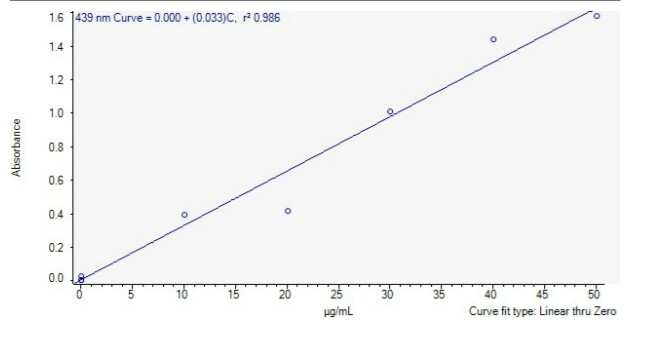 439 nm Curve = 0.000 + (0.033)C, r² 0.986
1.6
1.4
1.2
1.0
0.8
0.6
0.4
0.2
0.0
Absorbance
0 5 10 15 20 25 30 35 40 45 50
µg/mL
Curve fit type: Linear thru Zero